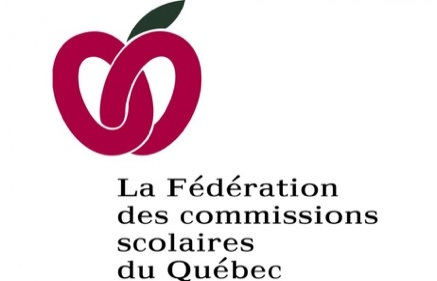 La Fédération
des commissions
scolaires
du Québec